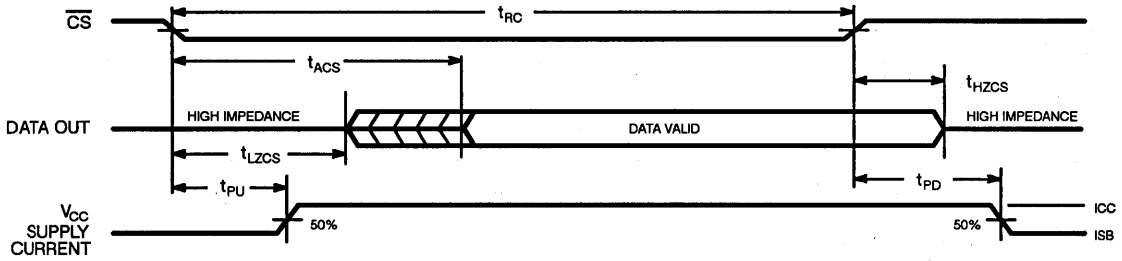 CS
tRC
tACS
tHZCS
DATA OUT
HIGH IMPEDANCE
DATA VALID
HIGH IMPEDANCE
tLZCS
tPU
tPD
VCC
SUPPLY
CURRENT
50%
50%
ICC
ISB